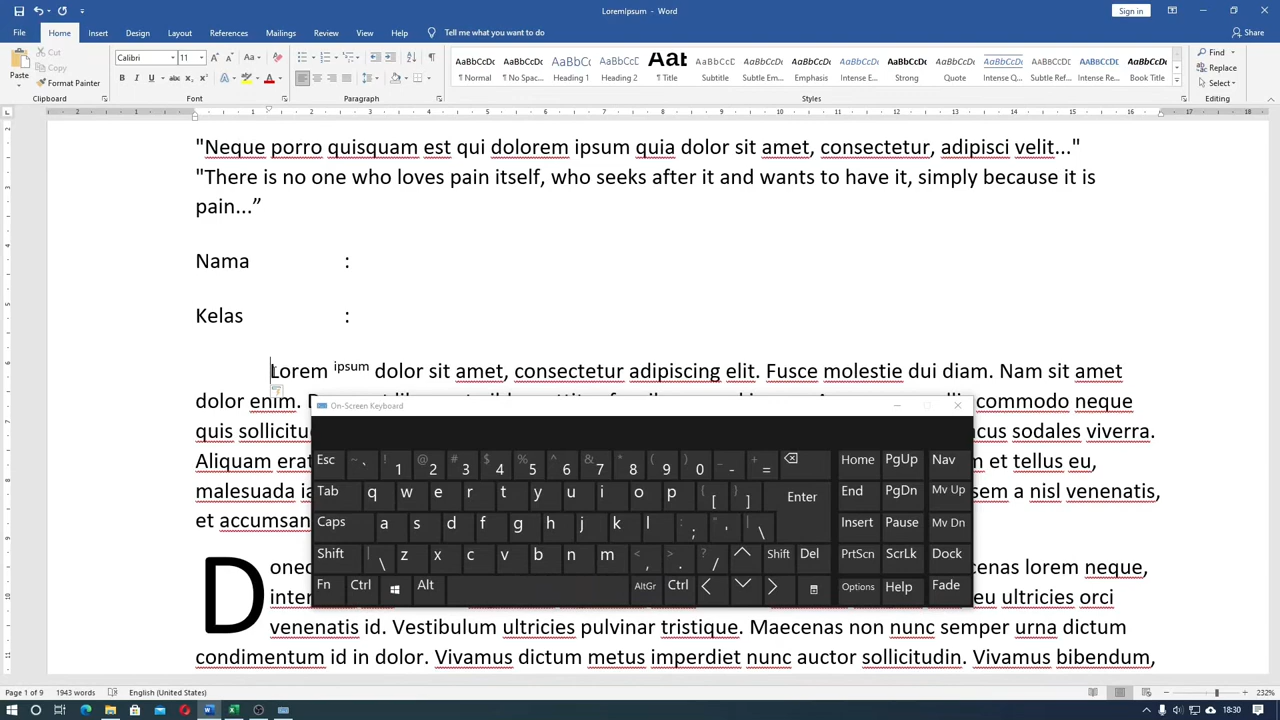 LoremIpsum - Word
Sign in
File Home Insert Draw Design Layout References Mailings Review View Help Tell me what you want to do Share
Paste
Cut
Copy
Format Painter
Calibri 11
AaBbCcDc AaBbCcDc AaBbC AaBbCcC AaB AaBbCcD AaBbCcDc AaBbCcDc AaBbCcDc AaBbCcDc AaBbCcDc AaBbCcDc AaBbCcDc AaBbCcDc AaBbCcDc
¶ Normal ¶ No Spac... Heading 1 Heading 2 ¶ Title Subtitle Subtle Em... Emphasis Intense E... Strong Quote Intense Q... Subtle Ref... Intense Re... Book Title
Find
Replace
Select
Clipboard Font Paragraph Styles Editing
"Neque porro quisquam est qui dolorem ipsum quia dolor sit amet, consectetur, adipisci velit..."
"There is no one who loves pain itself, who seeks after it and wants to have it, simply because it is
pain...”
Nama :
Kelas :
Lorem ipsum dolor sit amet, consectetur adipiscing elit. Fusce molestie dui diam. Nam sit amet
dolor enim. commodo neque
quis sodales viverra.
Aliquam erat et tellus eu,
malesuada a nisl venenatis,
et accumsan
On-Screen Keyboard
Esc ~ ` ! 1 @ 2 # 3 $ 4 % 5 ^ 6 & 7 * 8 ( 9 ) 0 _ - + = Home PgUp Nav
Tab q w e r t y u i o p { [ } ] Enter End PgDn Mv Up
Caps a s d f g h j k l : ; " ' | \ Insert Pause Mv Dn
Shift | \ z x c v b n m < , > . ? / Shift Del PrtScn ScrLk Dock
Fn Ctrl Alt AltGr Ctrl Options Help Fade
Donec lorem neque,
eu ultricies orci
venenatis id. Vestibulum ultricies pulvinar tristique. Maecenas non nunc semper urna dictum
condimentum id in dolor. Vivamus dictum metus imperdiet nunc auctor sollicitudin. Vivamus bibendum,
Page 1 of 9 1943 words English (United States) 232%
18:30